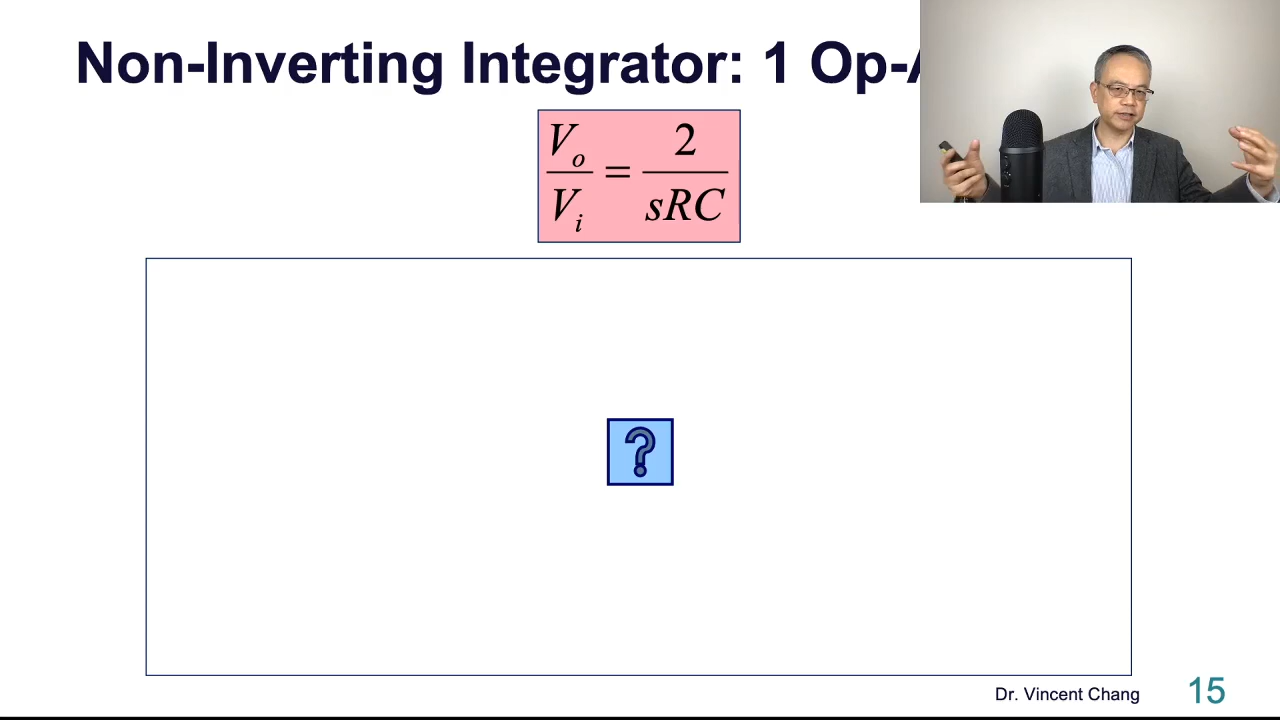 Non-Inverting Integrator: 1 Op-
V_o/V_i = 2/sRC
?
Dr. Vincent Chang
15